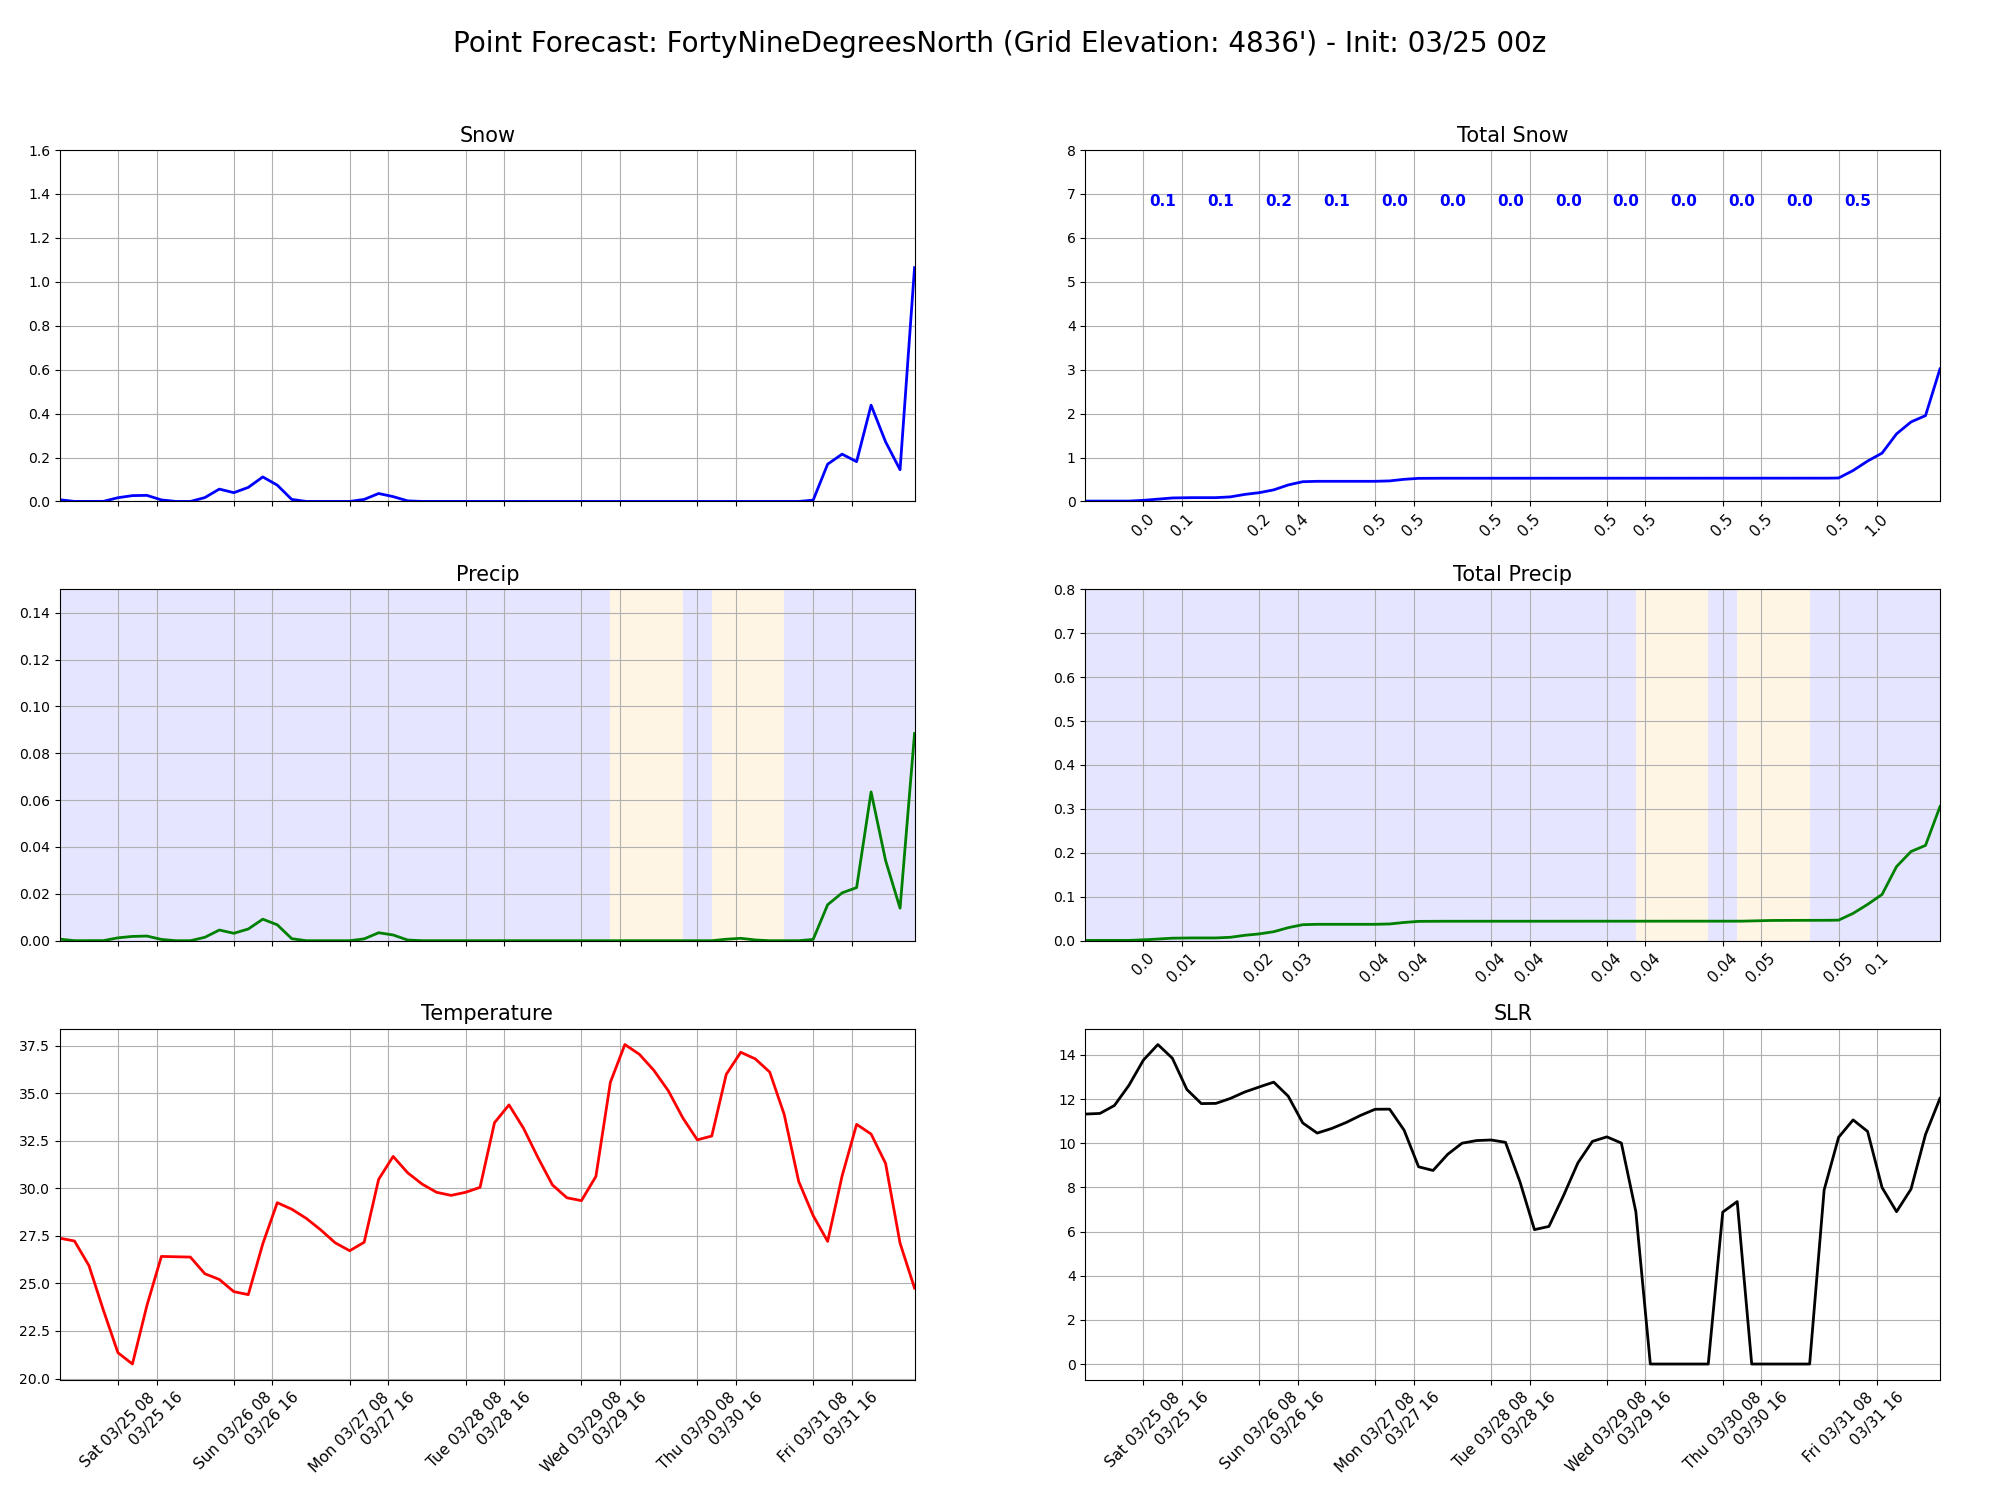 Point Forecast: FortyNineDegreesNorth (Grid Elevation: 4836') - Init: 03/25 00z
Snow
1.6
1.4
1.2
1.0
0.8
0.6
0.4
0.2
0.0
Total Snow
8
7
6
5
4
3
2
1
0
0.1 0.1 0.2 0.1 0.0 0.0 0.0 0.0 0.0 0.0 0.0 0.0 0.5
0.0 0.1 0.2 0.4 0.5 0.5 0.5 0.5 0.5 0.5 0.5 0.5 0.5 1.0
Precip
0.14
0.12
0.10
0.08
0.06
0.04
0.02
0.00
Total Precip
0.8
0.7
0.6
0.5
0.4
0.3
0.2
0.1
0.0
0.0 0.01 0.02 0.03 0.04 0.04 0.04 0.04 0.04 0.04 0.04 0.05 0.05 0.1
Temperature
37.5
35.0
32.5
30.0
27.5
25.0
22.5
20.0
Sat 03/25 08
03/25 16
Sun 03/26 08
03/26 16
Mon 03/27 08
03/27 16
Tue 03/28 08
03/28 16
Wed 03/29 08
03/29 16
Thu 03/30 08
03/30 16
Fri 03/31 08
03/31 16
SLR
14
12
10
8
6
4
2
0
Sat 03/25 08
03/25 16
Sun 03/26 08
03/26 16
Mon 03/27 08
03/27 16
Tue 03/28 08
03/28 16
Wed 03/29 08
03/29 16
Thu 03/30 08
03/30 16
Fri 03/31 08
03/31 16